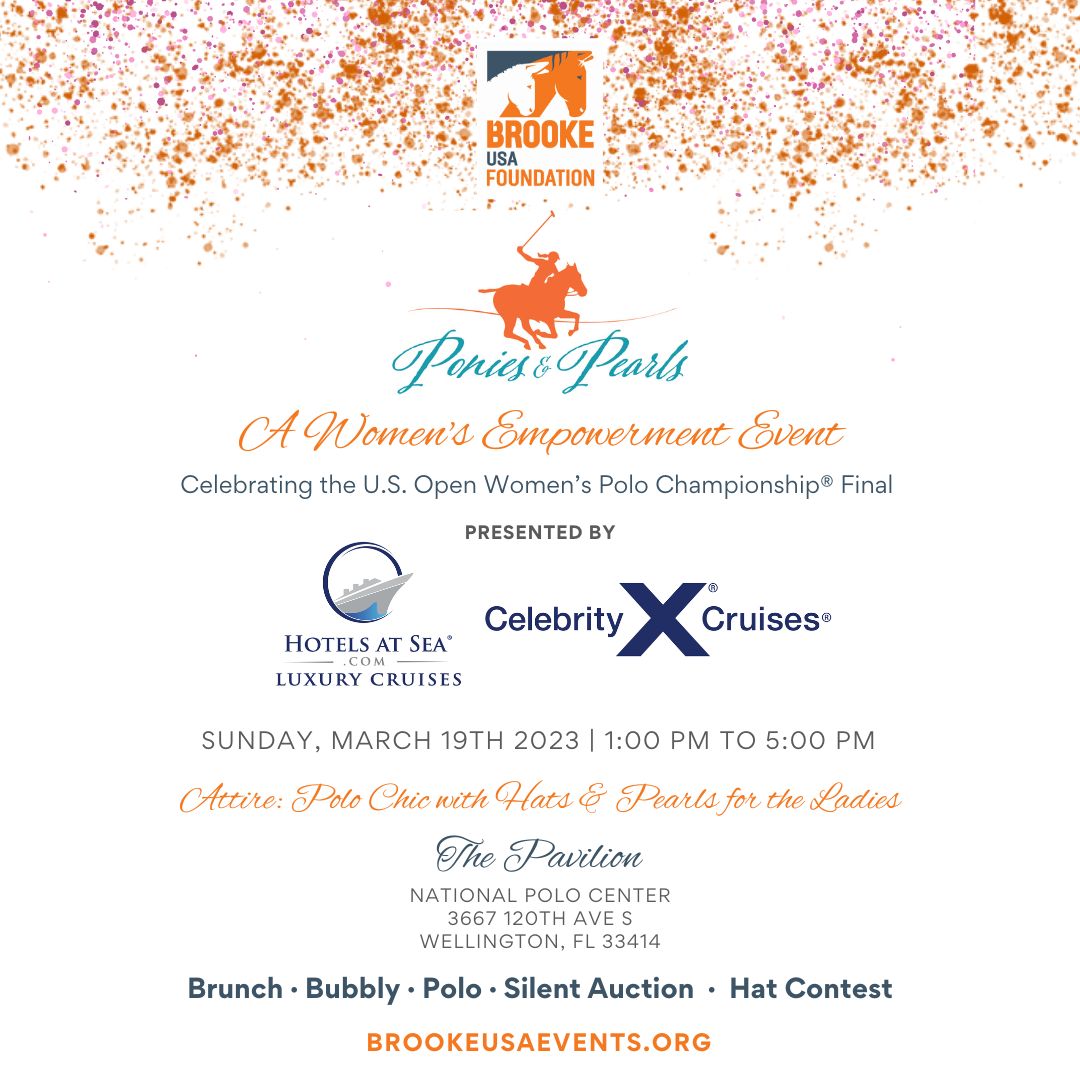 BROOKE
USA
FOUNDATION
Ponies & Pearls
A Women's Empowerment Event
Celebrating the U.S. Open Women's Polo Championship® Final
PRESENTED BY
HOTELS AT SEA®
.COM
LUXURY CRUISES
Celebrity X® Cruises®
SUNDAY, MARCH 19TH 2023 | 1:00 PM TO 5:00 PM
Attire: Polo Chic with Hats & Pearls for the Ladies
The Pavilion
NATIONAL POLO CENTER
3667 120TH AVE S
WELLINGTON, FL 33414
Brunch · Bubbly · Polo · Silent Auction · Hat Contest
BROOKEUSAEVENTS.ORG